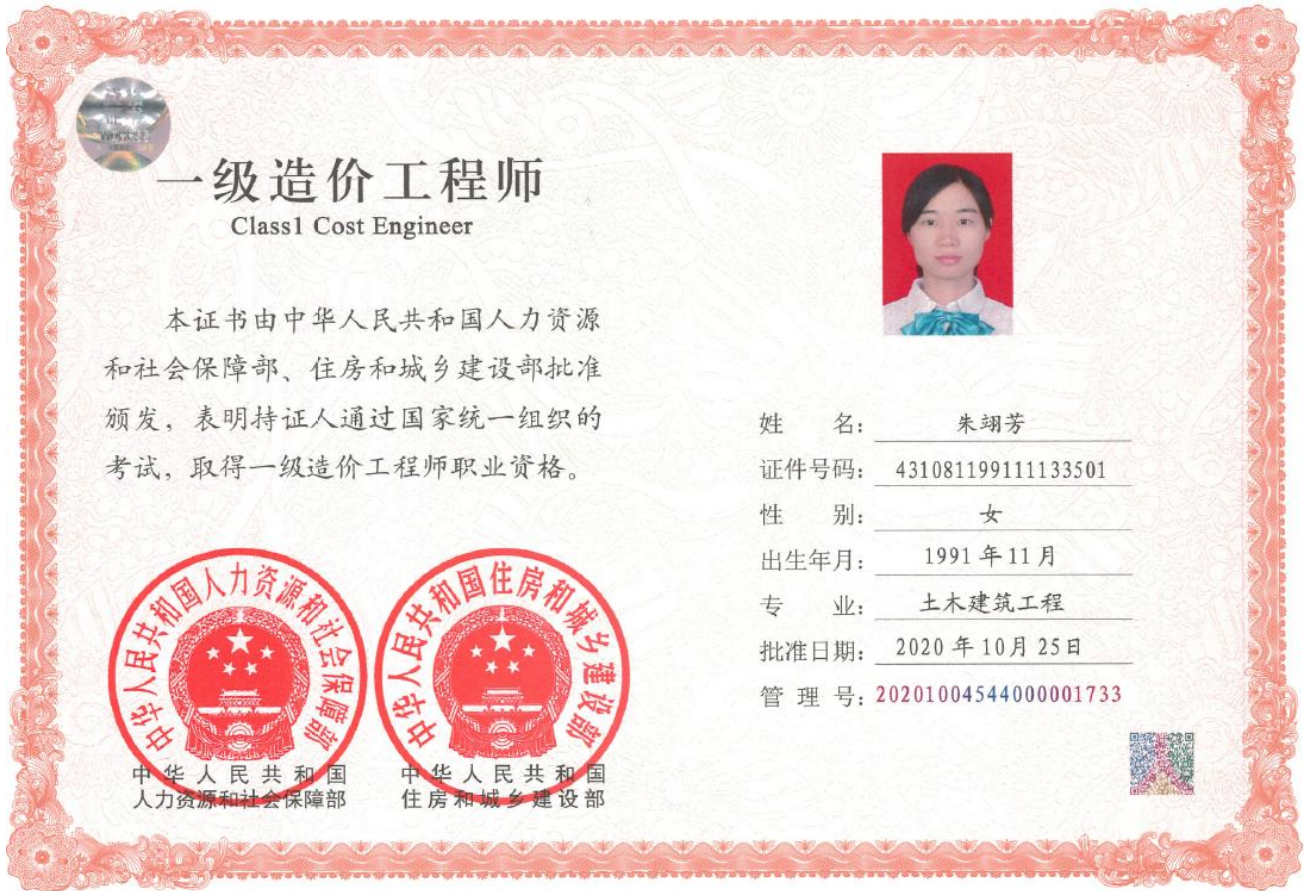 一级造价工程师
Class1 Cost Engineer
本证书由中华人民共和国人力资源
和社会保障部、住房和城乡建设部批准
颁发，表明持证人通过国家统一组织的
考试，取得一级造价工程师职业资格。
中华人民共和国人力资源和社会保障部
中华人民共和国
人力资源和社会保障部
中华人民共和国住房和城乡建设部
中华人民共和国
住房和城乡建设部
姓 名： 朱翊芳
证件号码： 431081199111133501
性 别： 女
出生年月： 1991年11月
专 业： 土木建筑工程
批准日期： 2020年10月25日
管 理 号：20201004544000001733